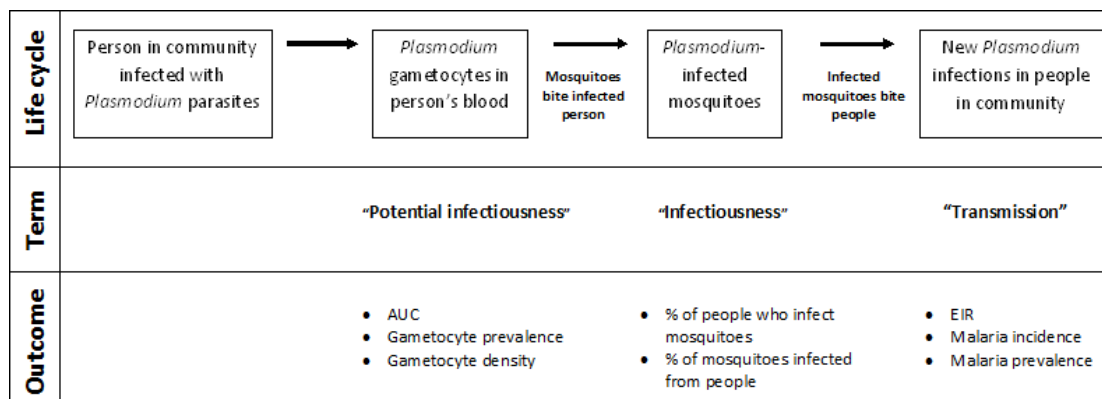 Life cycle
Person in community
infected with
Plasmodium parasites
Plasmodium
gametocytes in
person's blood
Mosquitoes
bite infected
person
Plasmodium-
infected
mosquitoes
Infected
mosquitoes bite
people
New Plasmodium
infections in people
in community
Term
"Potential infectiousness"
"Infectiousness"
"Transmission"
Outcome
• AUC
• Gametocyte prevalence
• Gametocyte density
• % of people who infect
mosquitoes
• % of mosquitoes infected
from people
• EIR
• Malaria incidence
• Malaria prevalence